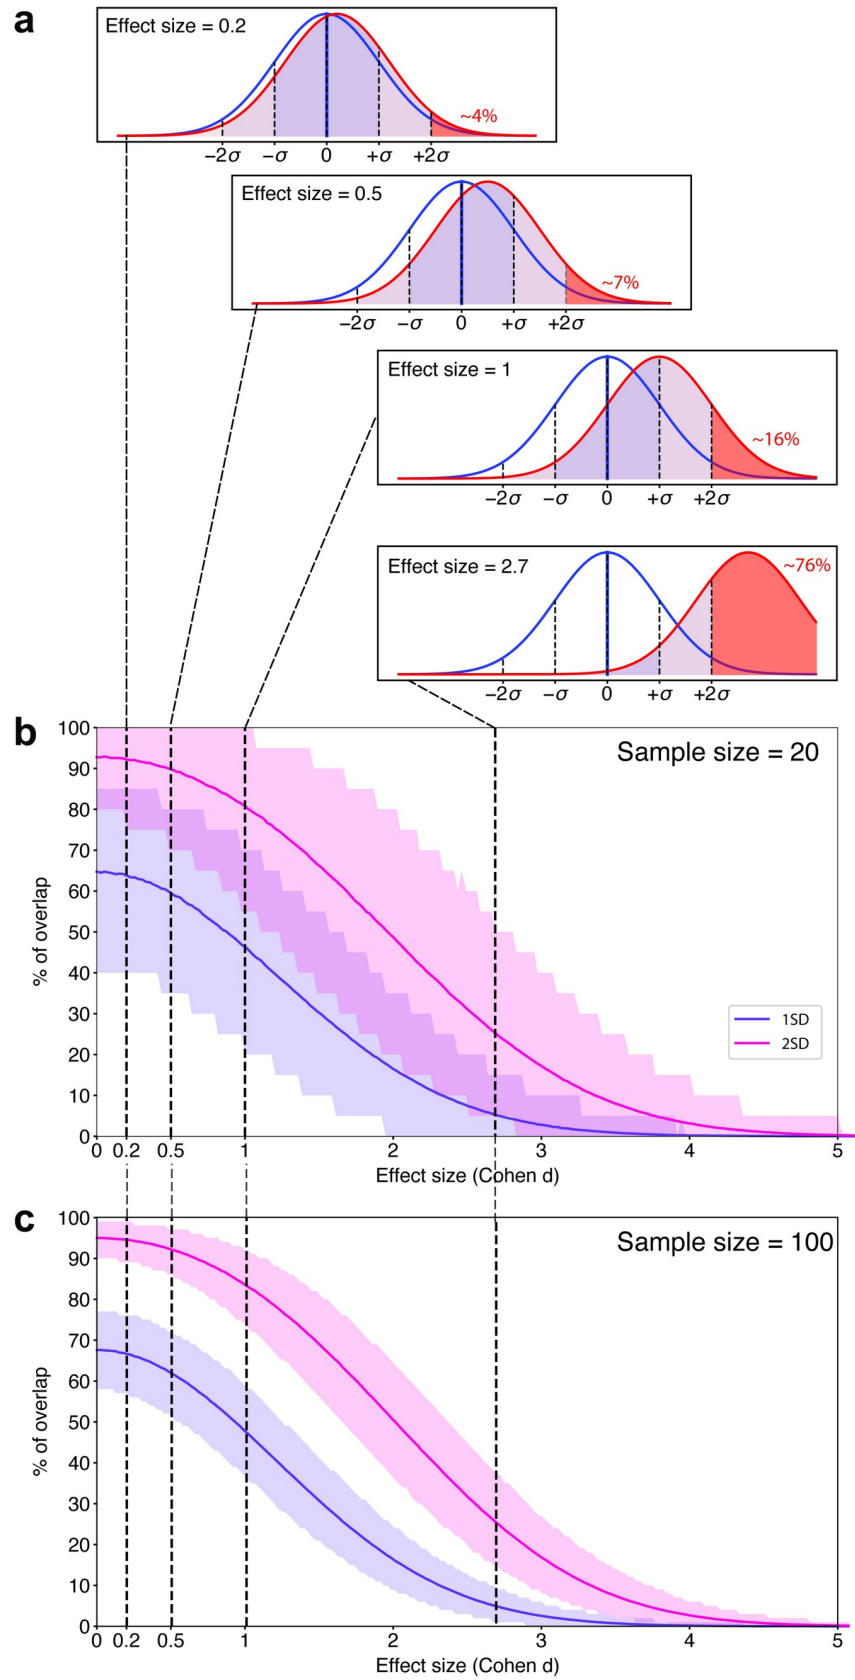 a
Effect size = 0.2
~4%
−2σ −σ 0 +σ +2σ
Effect size = 0.5
~7%
−2σ −σ 0 +σ +2σ
Effect size = 1
~16%
−2σ −σ 0 +σ +2σ
Effect size = 2.7
~76%
−2σ −σ 0 +σ +2σ
b
Sample size = 20
% of overlap
100
90
80
70
60
50
40
30
20
10
0
1SD
2SD
0 0.2 0.5 1 2 3 4 5
Effect size (Cohen d)
c
Sample size = 100
% of overlap
100
90
80
70
60
50
40
30
20
10
0
0 0.2 0.5 1 2 3 4 5
Effect size (Cohen d)